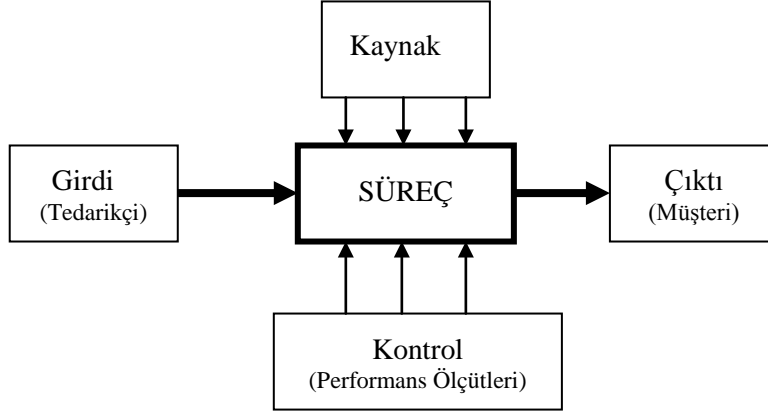 Kaynak
Girdi
(Tedarikçi)
SÜREÇ
Çıktı
(Müşteri)
Kontrol
(Performans Ölçütleri)